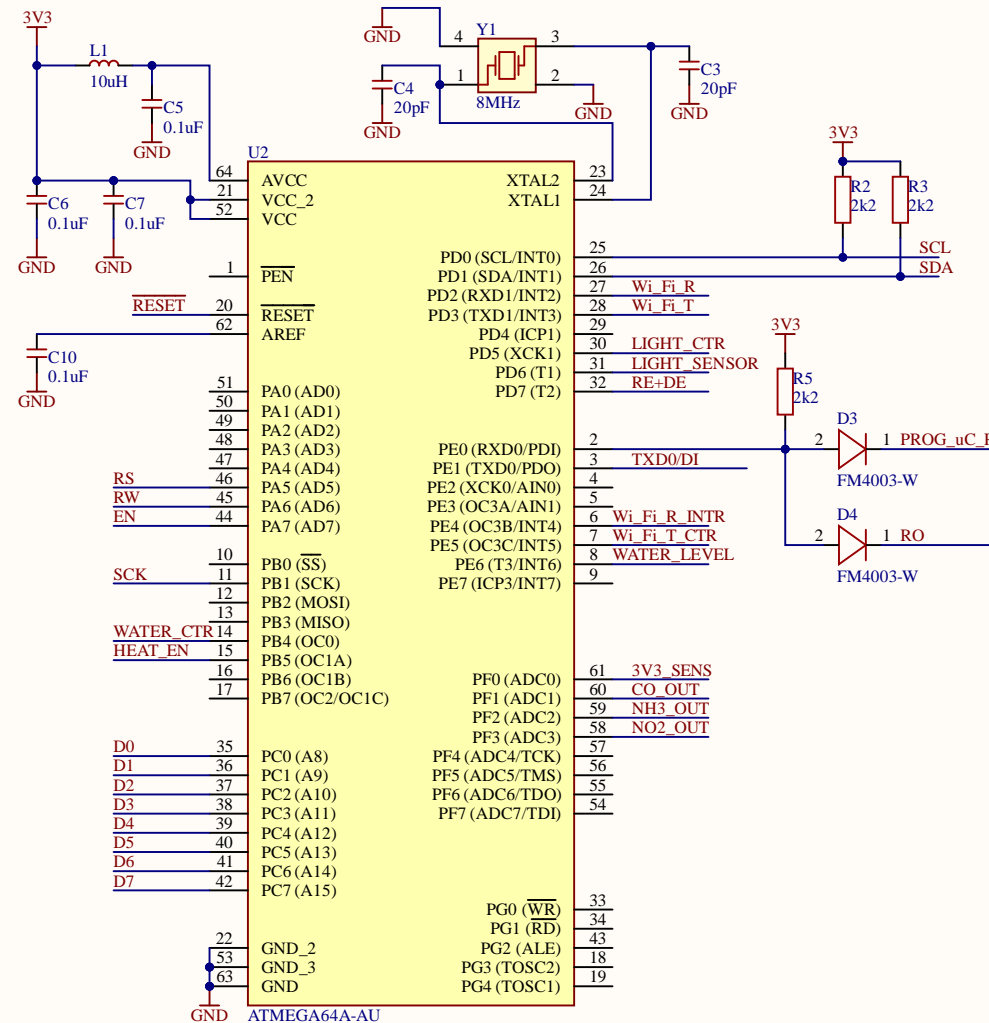 3V3
L1
10uH
C5
0.1uF
GND
C6
0.1uF
GND
C7
0.1uF
GND
GND
C4
20pF
GND
Y1
4
3
1
2
8MHz
GND
C3
20pF
GND
U2
64 AVCC
21 VCC_2
52 VCC
1 PEN
RESET 20 RESET
62 AREF
C10
0.1uF
GND
51 PA0 (AD0)
50 PA1 (AD1)
49 PA2 (AD2)
48 PA3 (AD3)
47 PA4 (AD4)
RS 46 PA5 (AD5)
RW 45 PA6 (AD6)
EN 44 PA7 (AD7)
10 PB0 (SS)
SCK 11 PB1 (SCK)
12 PB2 (MOSI)
13 PB3 (MISO)
WATER_CTR 14 PB4 (OC0)
HEAT_EN 15 PB5 (OC1A)
16 PB6 (OC1B)
17 PB7 (OC2/OC1C)
D0 35 PC0 (A8)
D1 36 PC1 (A9)
D2 37 PC2 (A10)
D3 38 PC3 (A11)
D4 39 PC4 (A12)
D5 40 PC5 (A13)
D6 41 PC6 (A14)
D7 42 PC7 (A15)
22 GND_2
53 GND_3
63 GND
GND
ATMEGA64A-AU
XTAL2 23
XTAL1 24
PD0 (SCL/INT0) 25 SCL
PD1 (SDA/INT1) 26 SDA
PD2 (RXD1/INT2) 27 Wi_Fi_R
PD3 (TXD1/INT3) 28 Wi_Fi_T
PD4 (ICP1) 29
PD5 (XCK1) 30 LIGHT_CTR
PD6 (T1) 31 LIGHT_SENSOR
PD7 (T2) 32 RE+DE
PE0 (RXD0/PDI) 2
PE1 (TXD0/PDO) 3 TXD0/DI
PE2 (XCK0/AIN0) 4
PE3 (OC3A/AIN1) 5
PE4 (OC3B/INT4) 6 Wi_Fi_R_INTR
PE5 (OC3C/INT5) 7 Wi_Fi_T_CTR
PE6 (T3/INT6) 8 WATER_LEVEL
PE7 (ICP3/INT7) 9
PF0 (ADC0) 61 3V3_SENS
PF1 (ADC1) 60 CO_OUT
PF2 (ADC2) 59 NH3_OUT
PF3 (ADC3) 58 NO2_OUT
PF4 (ADC4/TCK) 57
PF5 (ADC5/TMS) 56
PF6 (ADC6/TDO) 55
PF7 (ADC7/TDI) 54
PG0 (WR) 33
PG1 (RD) 34
PG2 (ALE) 43
PG3 (TOSC2) 18
PG4 (TOSC1) 19
3V3
R2
2k2
R3
2k2
3V3
R5
2k2
D3
2 1 PROG_uC_
FM4003-W
D4
2 1 RO
FM4003-W